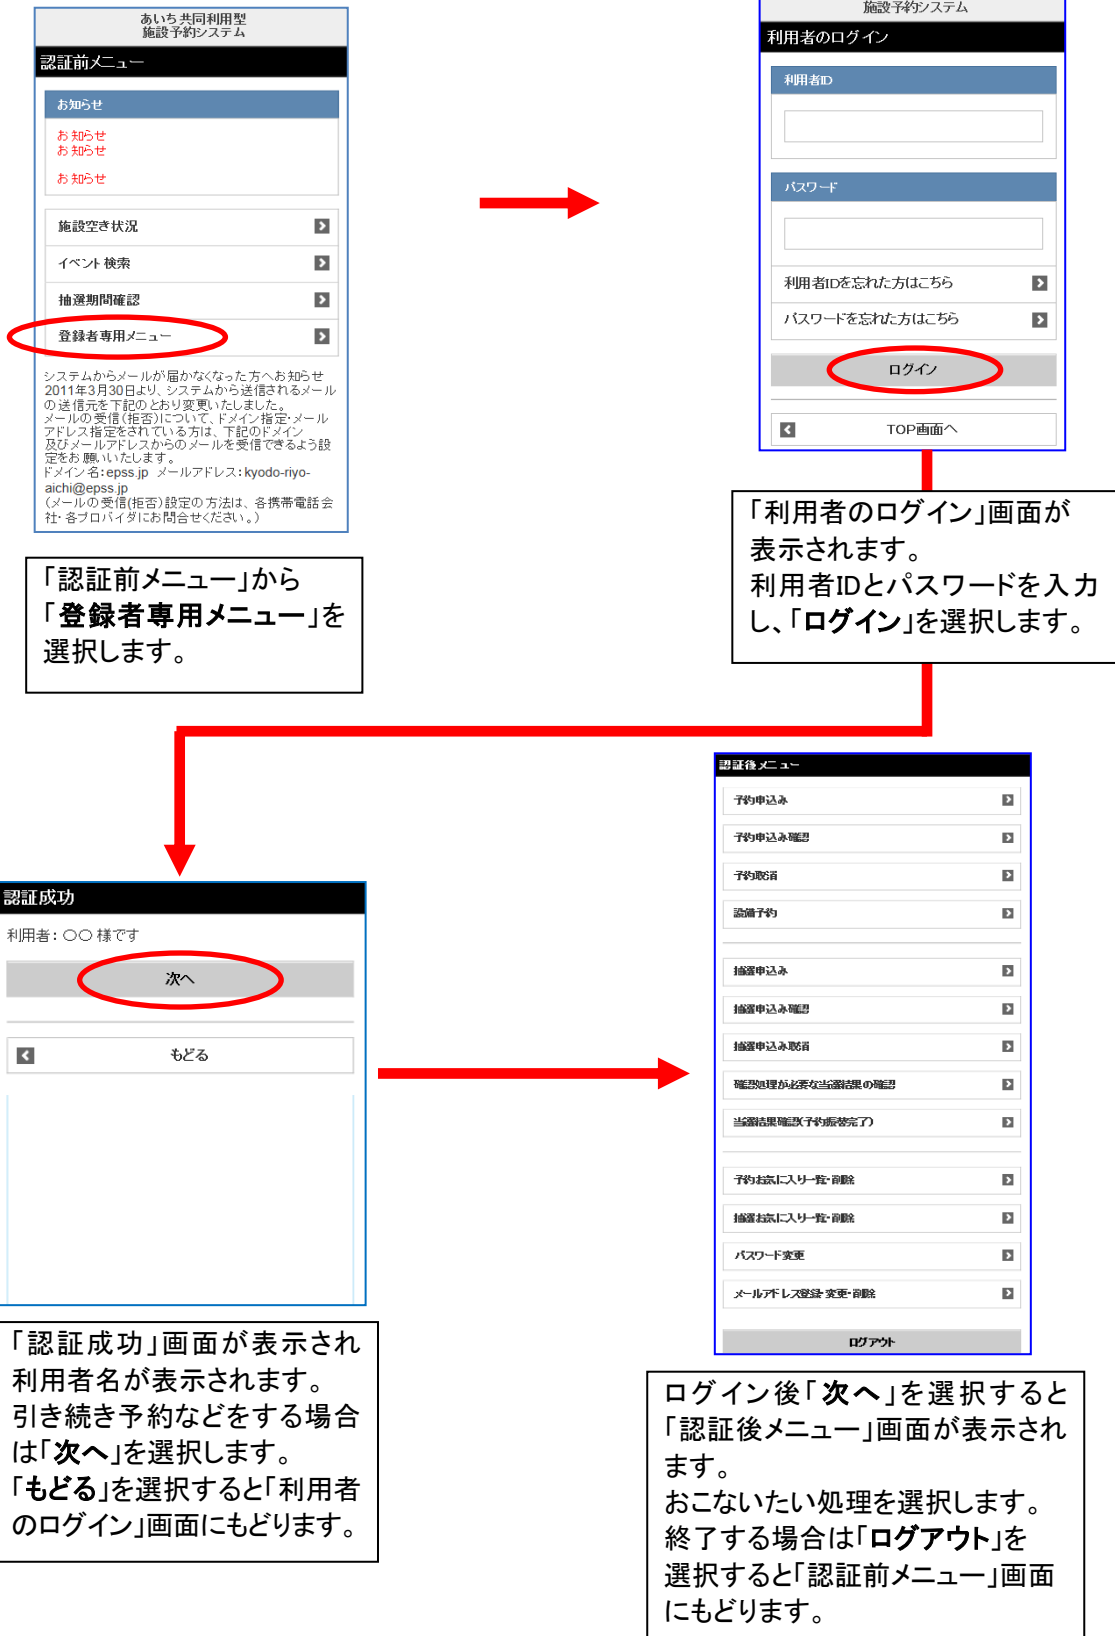 あいち共同利用型
施設予約システム
認証前メニュー
お知らせ
お知らせ
お知らせ
お知らせ
施設空き状況
イベント検索
抽選期間確認
登録者専用メニュー
システムからメールが届かなくなった方へお知らせ
2011年3月30日より、システムから送信されるメール
の送信元を下記のとおり変更いたしました。
メールの受信(拒否)について、ドメイン指定・メール
アドレス指定をされている方は、下記のドメイン
及びメールアドレスからのメールを受信できるよう設
定をお願いいたします。
ドメイン名:epss.jp メールアドレス:kyodo-riyo-
aichi@epss.jp
(メールの受信(拒否)設定の方法は、各携帯電話会
社・各プロバイダにお問合せください。)
「認証前メニュー」から
「登録者専用メニュー」を
選択します。
施設予約システム
利用者のログイン
利用者ID
パスワード
利用者IDを忘れた方はこちら
パスワードを忘れた方はこちら
ログイン
TOP画面へ
「利用者のログイン」画面が
表示されます。
利用者IDとパスワードを入力
し、「ログイン」を選択します。
認証成功
利用者:〇〇 様です
次へ
もどる
「認証成功」画面が表示され
利用者名が表示されます。
引き続き予約などをする場合
は「次へ」を選択します。
「もどる」を選択すると「利用者
のログイン」画面にもどります。
認証後メニュー
予約申込み
予約申込み確認
予約取消
設備予約
抽選申込み
抽選申込み確認
抽選申込み取消
確認処理が必要な当選結果の確認
当選結果確認(予約振替完了)
予約お気に入り一覧・削除
抽選お気に入り一覧・削除
パスワード変更
メールアドレス登録・変更・削除
ログアウト
ログイン後「次へ」を選択すると
「認証後メニュー」画面が表示され
ます。
おこないたい処理を選択します。
終了する場合は「ログアウト」を
選択すると「認証前メニュー」画面
にもどります。